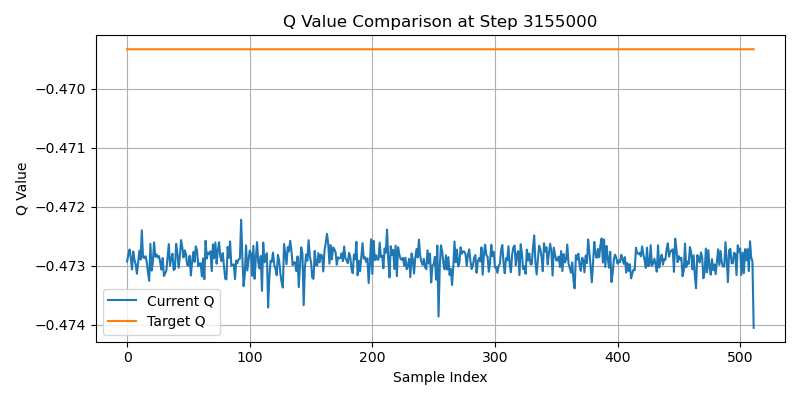 Q Value Comparison at Step 3155000
Q Value
−0.470
−0.471
−0.472
−0.473
−0.474
Current Q
Target Q
0
100
200
300
400
500
Sample Index